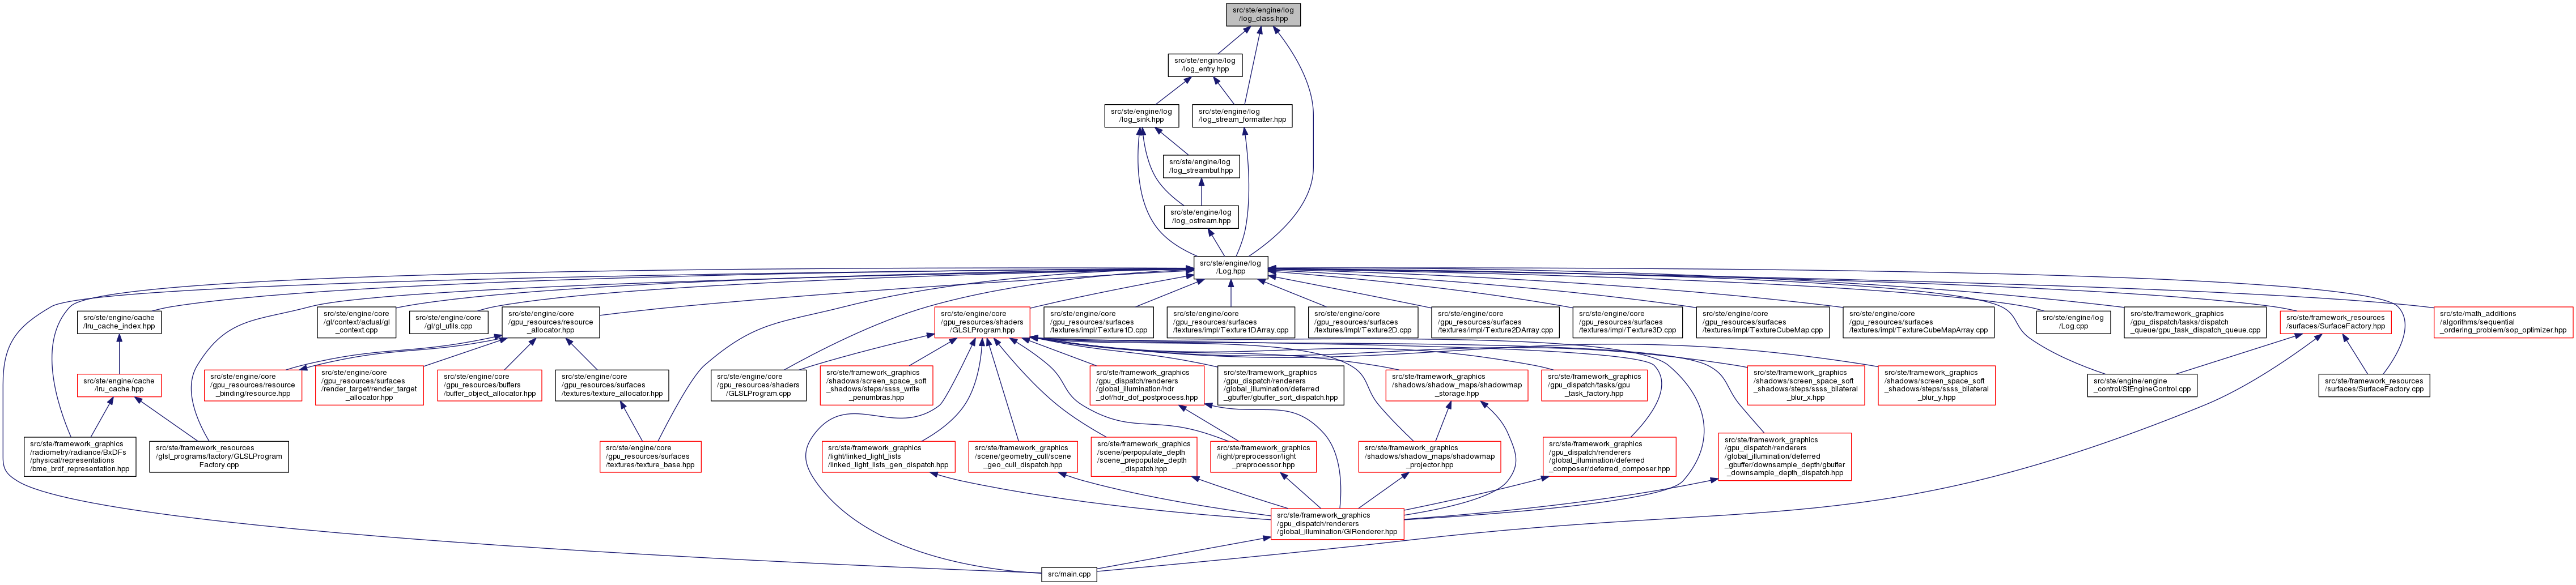 src/ste/engine/log
/log_class.hpp
src/ste/engine/log
/log_entry.hpp
src/ste/engine/log
/log_sink.hpp
src/ste/engine/log
/log_stream_formatter.hpp
src/ste/engine/log
/log_streambuf.hpp
src/ste/engine/log
/log_ostream.hpp
src/ste/engine/log
/Log.hpp
src/ste/engine/cache
/lru_cache_index.hpp
src/ste/engine/core
/gl/context/actual/gl
_context.cpp
src/ste/engine/core
/gl/gl_utils.cpp
src/ste/engine/core
/gpu_resources/resource
_allocator.hpp
src/ste/engine/core
/gpu_resources/shaders
/GLSLProgram.hpp
src/ste/engine/core
/gpu_resources/surfaces
/textures/impl/Texture1D.cpp
src/ste/engine/core
/gpu_resources/surfaces
/textures/impl/Texture1DArray.cpp
src/ste/engine/core
/gpu_resources/surfaces
/textures/impl/Texture2D.cpp
src/ste/engine/core
/gpu_resources/surfaces
/textures/impl/Texture2DArray.cpp
src/ste/engine/core
/gpu_resources/surfaces
/textures/impl/Texture3D.cpp
src/ste/engine/core
/gpu_resources/surfaces
/textures/impl/TextureCubeMap.cpp
src/ste/engine/core
/gpu_resources/surfaces
/textures/impl/TextureCubeMapArray.cpp
src/ste/engine/log
/Log.cpp
src/ste/framework_graphics
/gpu_dispatch/tasks/dispatch
_queue/gpu_task_dispatch_queue.cpp
src/ste/framework_resources
/surfaces/SurfaceFactory.hpp
src/ste/math_additions
/algorithms/sequential
_ordering_problem/sop_optimizer.hpp
src/ste/engine/cache
/lru_cache.hpp
src/ste/engine/core
/gpu_resources/resource
_binding/resource.hpp
src/ste/engine/core
/gpu_resources/surfaces
/render_target/render_target
_allocator.hpp
src/ste/engine/core
/gpu_resources/buffers
/buffer_object_allocator.hpp
src/ste/engine/core
/gpu_resources/surfaces
/textures/texture_allocator.hpp
src/ste/engine/core
/gpu_resources/shaders
/GLSLProgram.cpp
src/ste/framework_graphics
/shadows/screen_space_soft
_shadows/steps/ssss_write
_penumbras.hpp
src/ste/framework_graphics
/gpu_dispatch/renderers
/global_illumination/hdr
_dof/hdr_dof_postprocess.hpp
src/ste/framework_graphics
/gpu_dispatch/renderers
/global_illumination/deferred
_gbuffer/gbuffer_sort_dispatch.hpp
src/ste/framework_graphics
/shadows/shadow_maps/shadowmap
_storage.hpp
src/ste/framework_graphics
/gpu_dispatch/tasks/gpu
_task_factory.hpp
src/ste/framework_graphics
/shadows/screen_space_soft
_shadows/steps/ssss_bilateral
_blur_x.hpp
src/ste/framework_graphics
/shadows/screen_space_soft
_shadows/steps/ssss_bilateral
_blur_y.hpp
src/ste/engine/engine
_control/StEngineControl.cpp
src/ste/framework_resources
/surfaces/SurfaceFactory.cpp
src/ste/framework_graphics
/radiometry/radiance/BxDFs
/physical/representations
/bme_brdf_representation.hpp
src/ste/framework_resources
/glsl_programs/factory/GLSLProgram
Factory.cpp
src/ste/engine/core
/gpu_resources/surfaces
/textures/texture_base.hpp
src/ste/framework_graphics
/light/linked_light_lists
/linked_light_lists_gen_dispatch.hpp
src/ste/framework_graphics
/scene/geometry_cull/scene
_geo_cull_dispatch.hpp
src/ste/framework_graphics
/scene/perpopulate_depth
/scene_prepopulate_depth
_dispatch.hpp
src/ste/framework_graphics
/light/preprocessor/light
_preprocessor.hpp
src/ste/framework_graphics
/shadows/shadow_maps/shadowmap
_projector.hpp
src/ste/framework_graphics
/gpu_dispatch/renderers
/global_illumination/deferred
_composer/deferred_composer.hpp
src/ste/framework_graphics
/gpu_dispatch/renderers
/global_illumination/deferred
_gbuffer/downsample_depth/gbuffer
_downsample_depth_dispatch.hpp
src/ste/framework_graphics
/gpu_dispatch/renderers
/global_illumination/GIRenderer.hpp
src/main.cpp